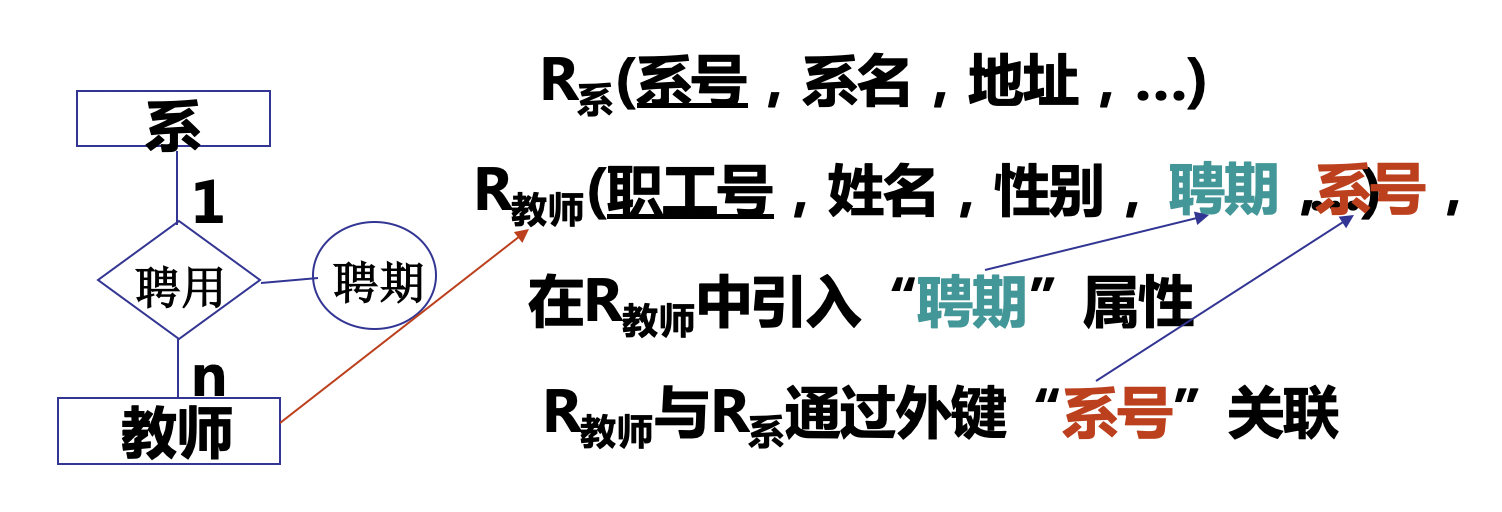 R系(系号，系名，地址，…)
系
R教师(职工号，姓名，性别，聘期，系号，…)
1
聘用
聘期
在R教师中引入“聘期”属性
n
教师
R教师与R系通过外键“系号”关联